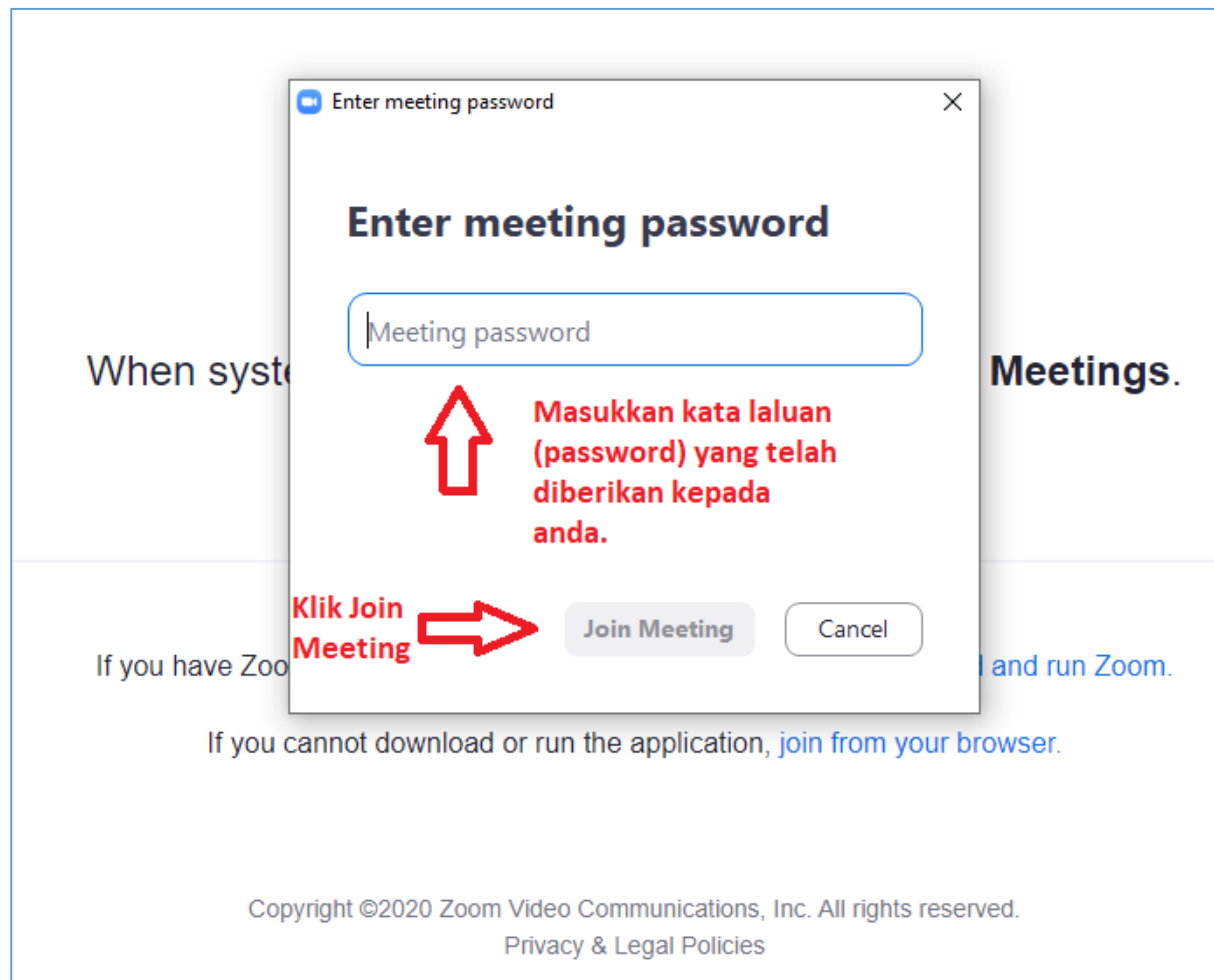 Enter meeting password
Enter meeting password
Meeting password
When syste Meetings.
Masukkan kata laluan
(password) yang telah
diberikan kepada
anda.
Klik Join
Meeting
Join Meeting
Cancel
If you have Zoo and run Zoom.
If you cannot download or run the application, join from your browser.
Copyright ©2020 Zoom Video Communications, Inc. All rights reserved.
Privacy & Legal Policies